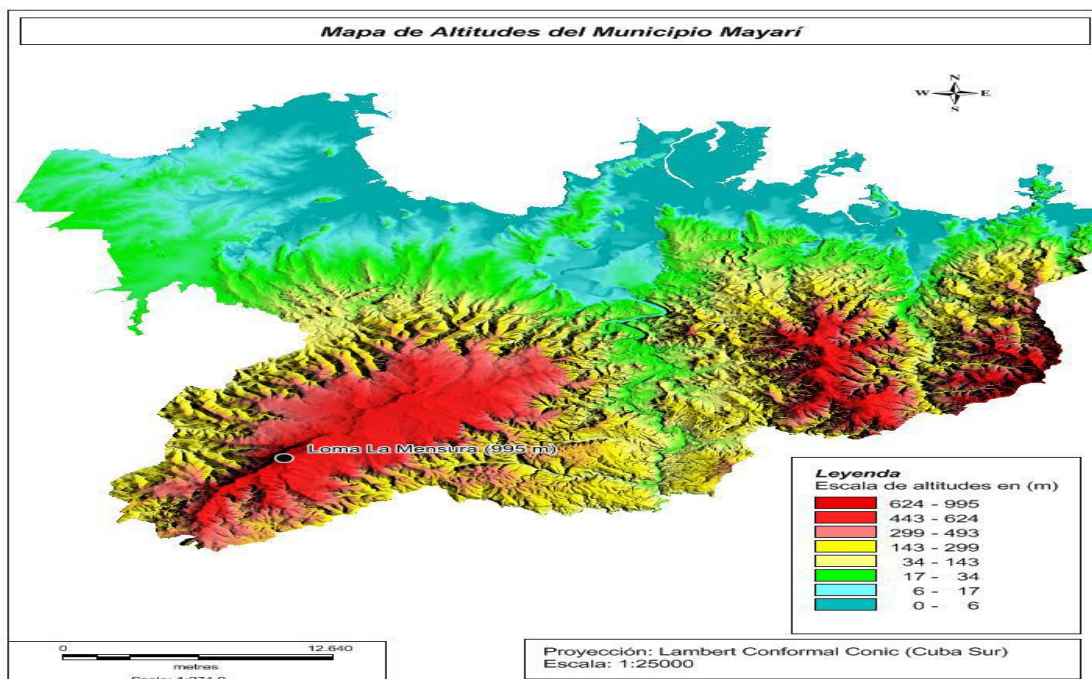 Mapa de Altitudes del Municipio Mayarí
N
W E
S
Loma La Mensura (995 m)
Leyenda
Escala de altitudes en (m)
624 - 995
443 - 624
299 - 493
143 - 299
34 - 143
17 - 34
6 - 17
0 - 6
0 12.640
metres
Proyección: Lambert Conformal Conic (Cuba Sur)
Escala: 1:25000